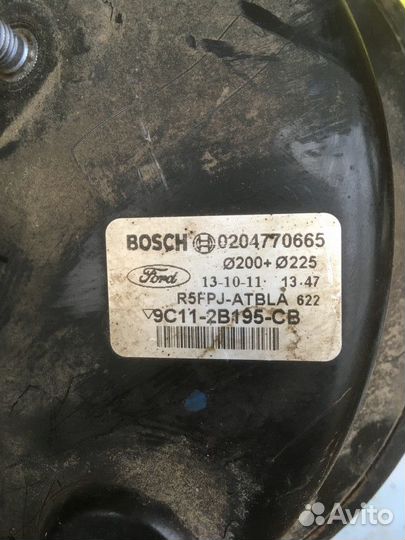 BOSCH 0204770665
Ø200+Ø225
Ford 13-10-11 13:47
R5FPJ-ATBLA 622
9C11-2B195-CB
Avito